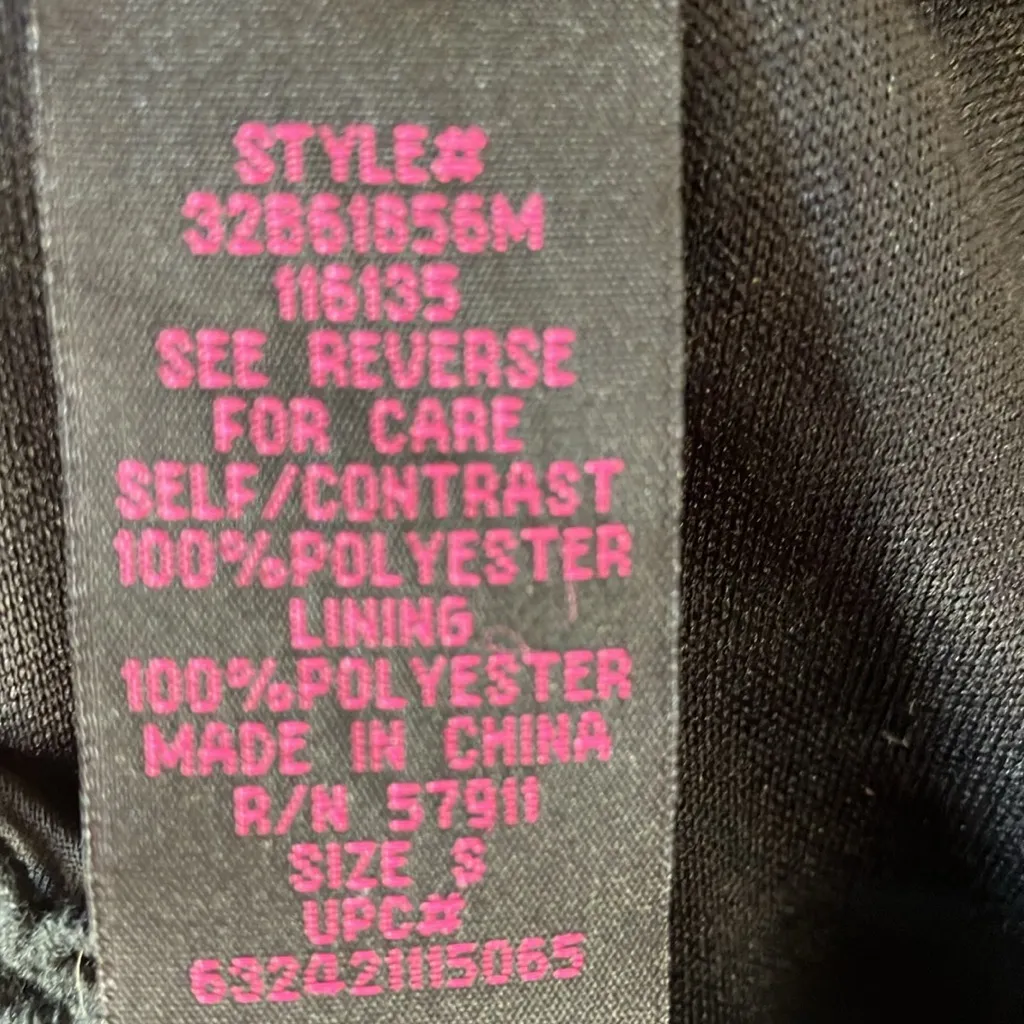 STYLE#
32B61856M
116135
SEE REVERSE
FOR CARE
SELF/CONTRAST
100%POLYESTER
LINING
100%POLYESTER
MADE IN CHINA
R/N 57911
SIZE S
UPC#
632421115065